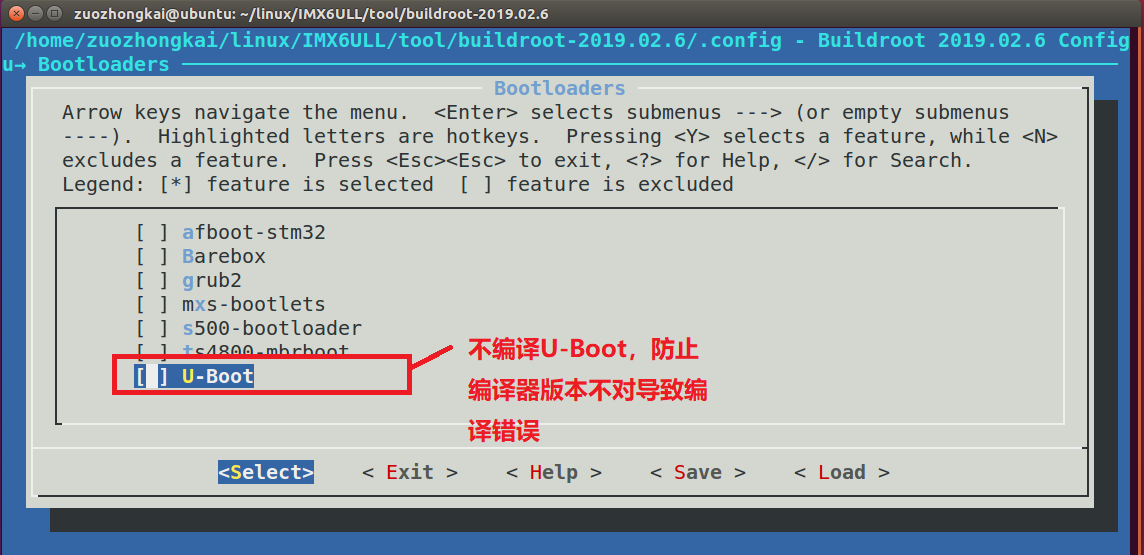 zuozhongkai@ubuntu: ~/linux/IMX6ULL/tool/buildroot-2019.02.6
/home/zuozhongkai/linux/IMX6ULL/tool/buildroot-2019.02.6/.config - Buildroot 2019.02.6 Config
u→ Bootloaders
Bootloaders
Arrow keys navigate the menu.  <Enter> selects submenus ---> (or empty submenus
----).  Highlighted letters are hotkeys.  Pressing <Y> selects a feature, while <N>
excludes a feature.  Press <Esc><Esc> to exit, <?> for Help, </> for Search.
Legend: [*] feature is selected  [ ] feature is excluded
[ ] afboot-stm32
[ ] Barebox
[ ] grub2
[ ] mxs-bootlets
[ ] s500-bootloader
[ ] ts4800-mbrboot
[ ] U-Boot
不编译U-Boot，防止
编译器版本不对导致编
译错误
<Select>    < Exit >    < Help >    < Save >    < Load >